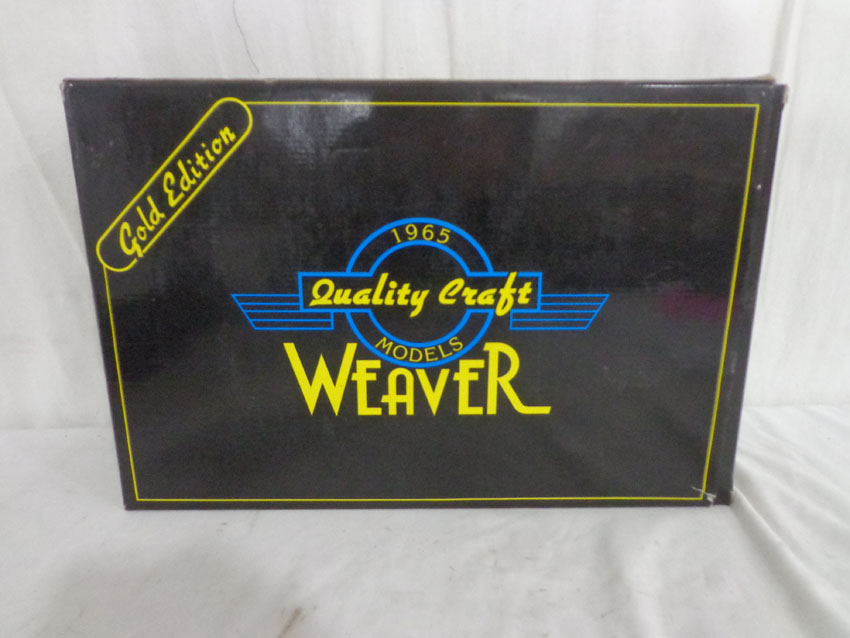 Gold Edition
1965
Quality Craft
MODELS
WEAVER